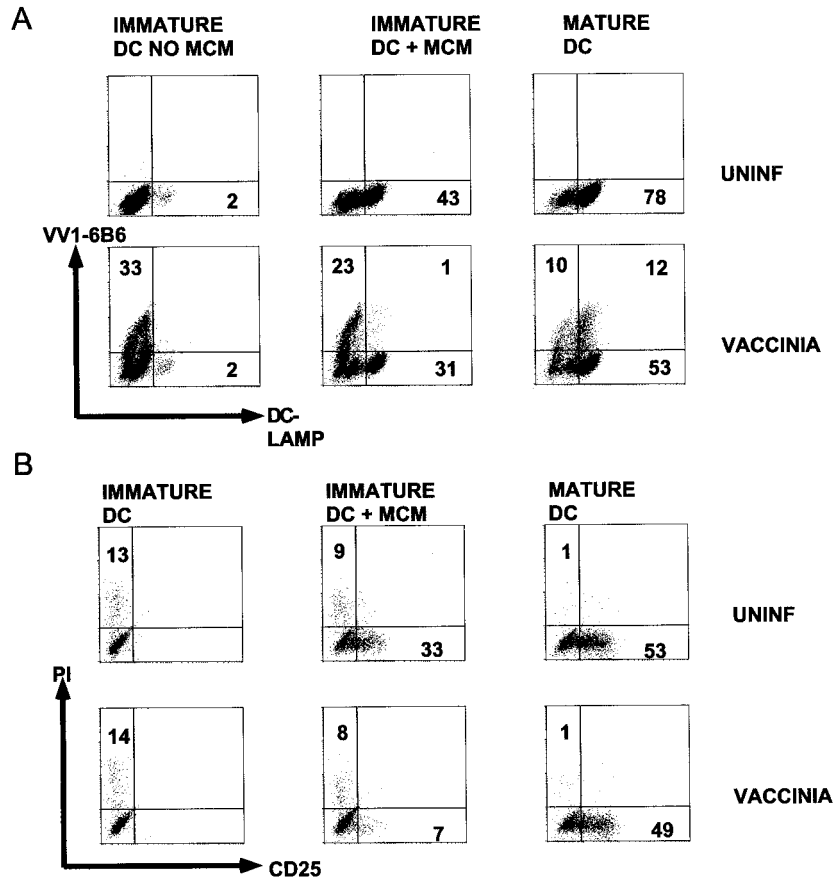 A
IMMATURE DC NO MCM
IMMATURE DC + MCM
MATURE DC
2
43
78
UNINF
VV1-6B6
33
2
23
1
31
10
12
53
VACCINIA
DC-LAMP
B
IMMATURE DC
IMMATURE DC + MCM
MATURE DC
13
9
33
1
53
UNINF
PI
14
8
7
1
49
VACCINIA
CD25